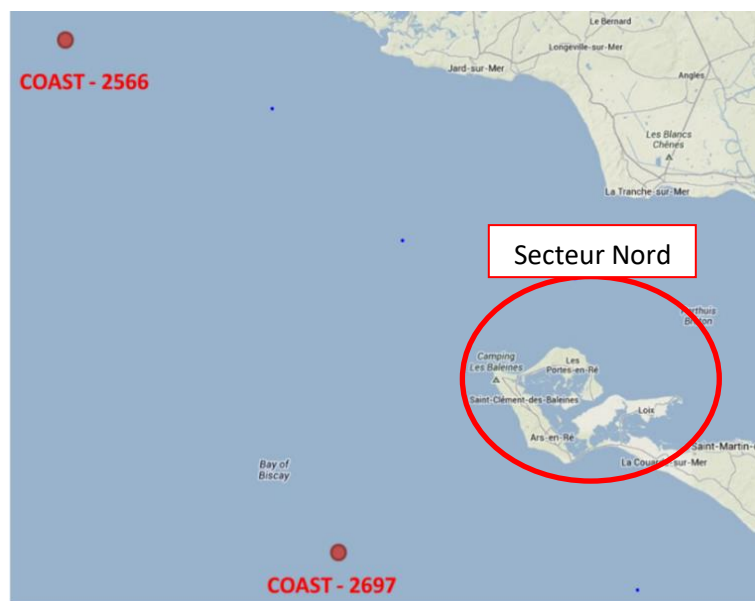 Le Bernard
Longeville-sur-Mer
Jard-sur-Mer
Angles
COAST - 2566
Les Blancs
Chênes
La Tranche-sur-Mer
Secteur Nord
Breton
Camping
Les Baleines
Les
Portes-en-Ré
Saint-Clément-des-Baleines
Loix
Ars-en-Ré
Saint-Martin-
La Couarde-sur-Mer
Bay of
Biscay
COAST - 2697